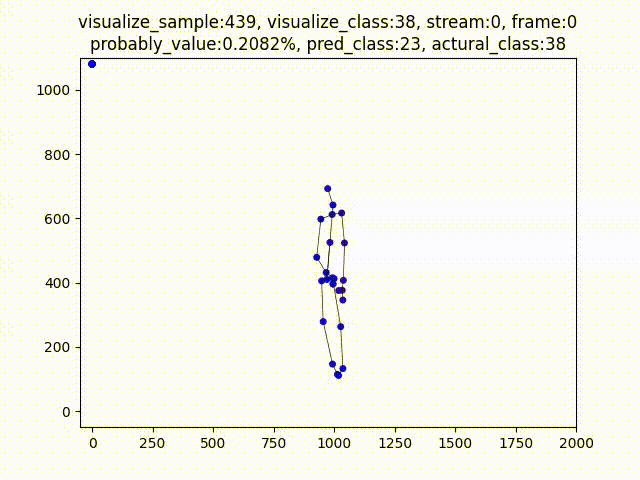 visualize_sample:439, visualize_class:38, stream:0, frame:0
probably_value:0.2082%, pred_class:23, actural_class:38
1000
800
600
400
200
0
0 250 500 750 1000 1250 1500 1750 2000